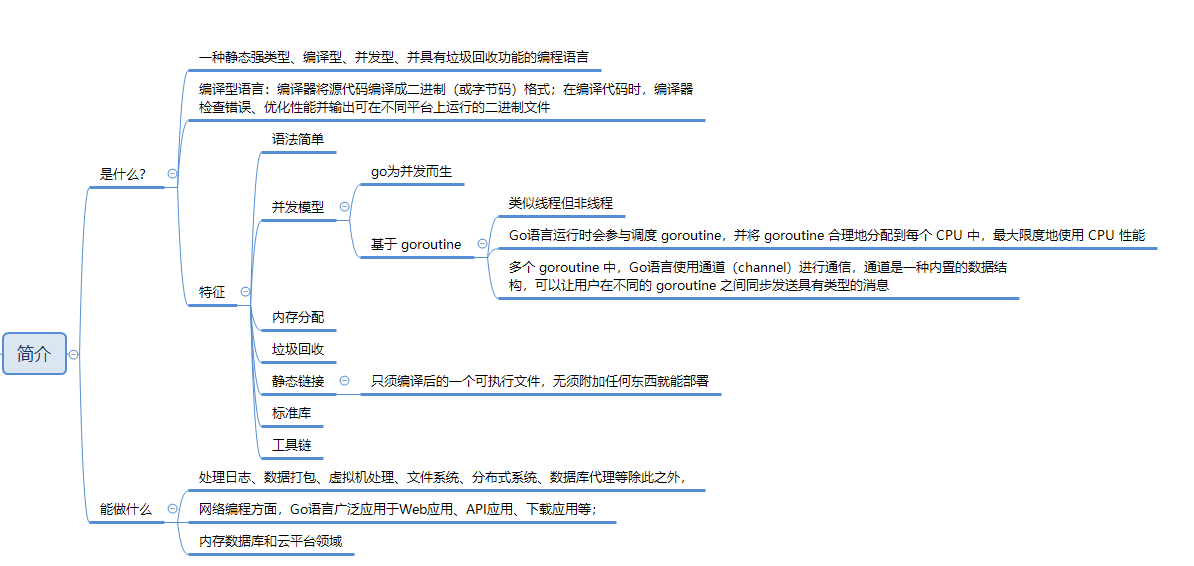 简介
是什么？
一种静态强类型、编译型、并发型、并具有垃圾回收功能的编程语言
编译型语言：编译器将源代码编译成二进制（或字节码）格式；在编译代码时，编译器
检查错误、优化性能并输出可在不同平台上运行的二进制文件
特征
语法简单
并发模型
go为并发而生
基于 goroutine
类似线程但非线程
Go语言运行时会参与调度 goroutine，并将 goroutine 合理地分配到每个 CPU 中，最大限度地使用 CPU 性能
多个 goroutine 中，Go语言使用通道（channel）进行通信，通道是一种内置的数据结
构，可以让用户在不同的 goroutine 之间同步发送具有类型的消息
内存分配
垃圾回收
静态链接
只须编译后的一个可执行文件，无须附加任何东西就能部署
标准库
工具链
能做什么
处理日志、数据打包、虚拟机处理、文件系统、分布式系统、数据库代理等除此之外，
网络编程方面，Go语言广泛应用于Web应用、API应用、下载应用等；
内存数据库和云平台领域